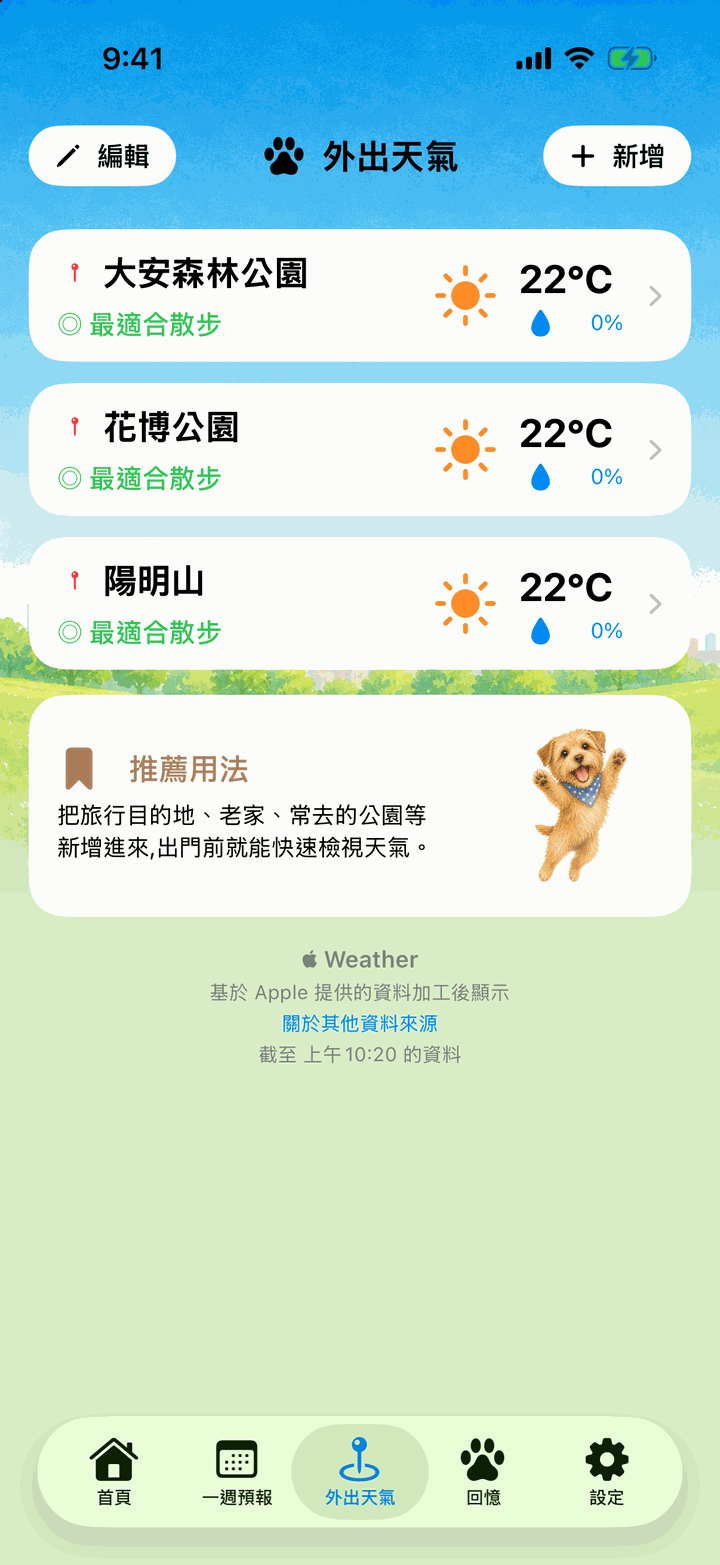 9:41
編輯
外出天氣
新增
大安森林公園
22°C
◎ 最適合散步
0%
花博公園
22°C
◎ 最適合散步
0%
陽明山
22°C
◎ 最適合散步
0%
推薦用法
把旅行目的地、老家、常去的公園等
新增進來,出門前就能快速檢視天氣。
Weather
基於 Apple 提供的資料加工後顯示
關於其他資料來源
截至 上午10:20 的資料
首頁
一週預報
外出天氣
回憶
設定